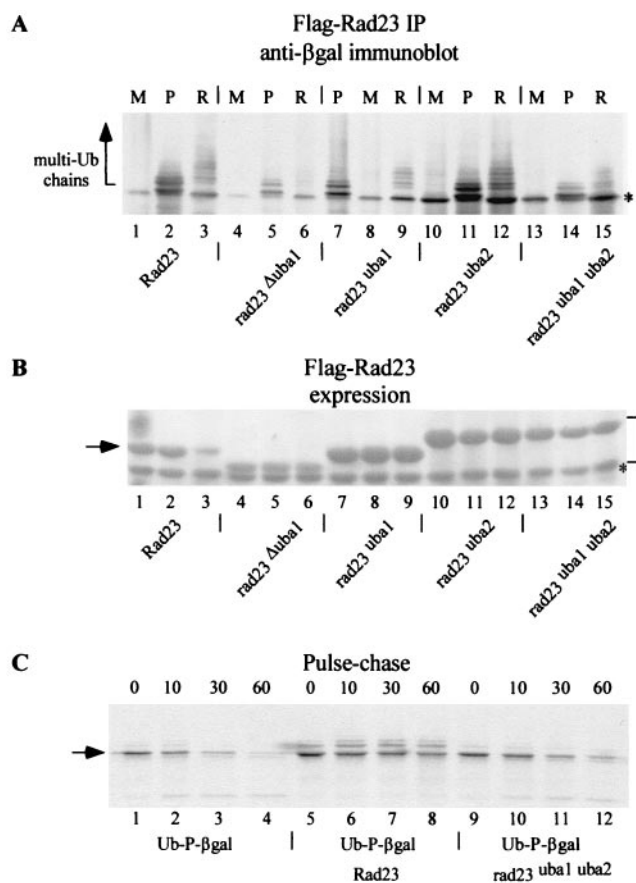 A
Flag-Rad23 IP
anti-βgal immunoblot
M P R | M P R | P M R | M P R | M P R
multi-Ub
chains
*
1 2 3 4 5 6 7 8 9 10 11 12 13 14 15
Rad23 | rad23 Δuba1 | rad23 uba1 | rad23 uba2 | rad23 uba1 uba2
B
Flag-Rad23
expression
*
1 2 3 4 5 6 7 8 9 10 11 12 13 14 15
Rad23 | rad23 Δuba1 | rad23 uba1 | rad23 uba2 | rad23 uba1 uba2
C
Pulse-chase
0 10 30 60 0 10 30 60 0 10 30 60
1 2 3 4 5 6 7 8 9 10 11 12
Ub-P-βgal | Ub-P-βgal | Ub-P-βgal
Rad23 rad23 uba1 uba2